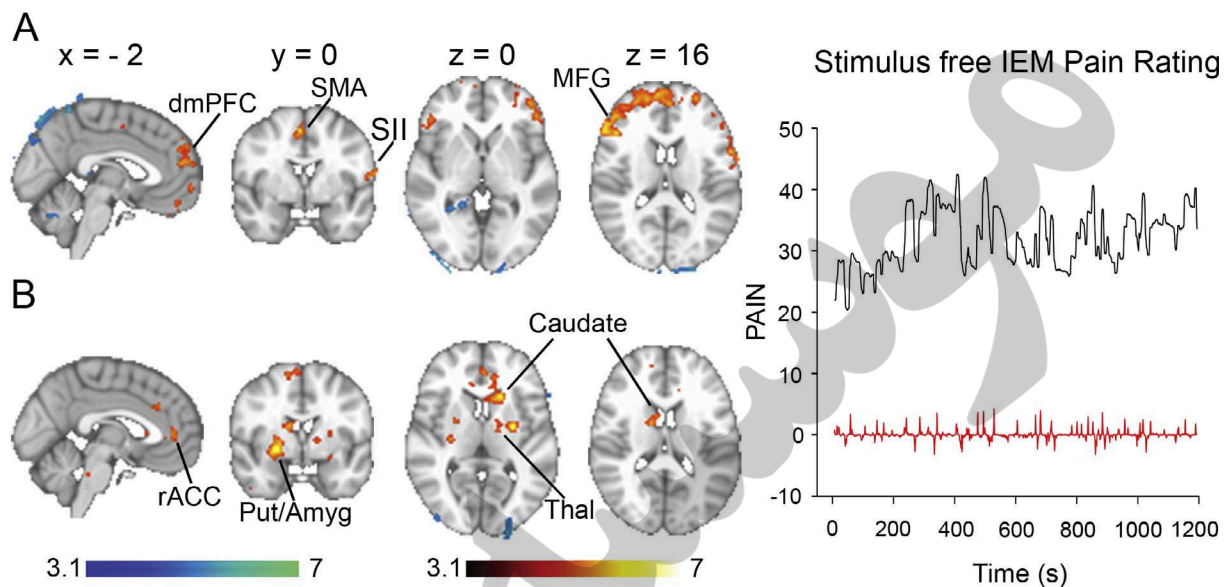 A
x = - 2
y = 0
z = 0
z = 16
Stimulus free IEM Pain Rating
dmPFC
SMA
SII
MFG
50
40
30
20
10
0
-10
PAIN
0 200 400 600 800 1000 1200
Time (s)
B
Caudate
rACC
Put/Amyg
Thal
3.1 7
3.1 7